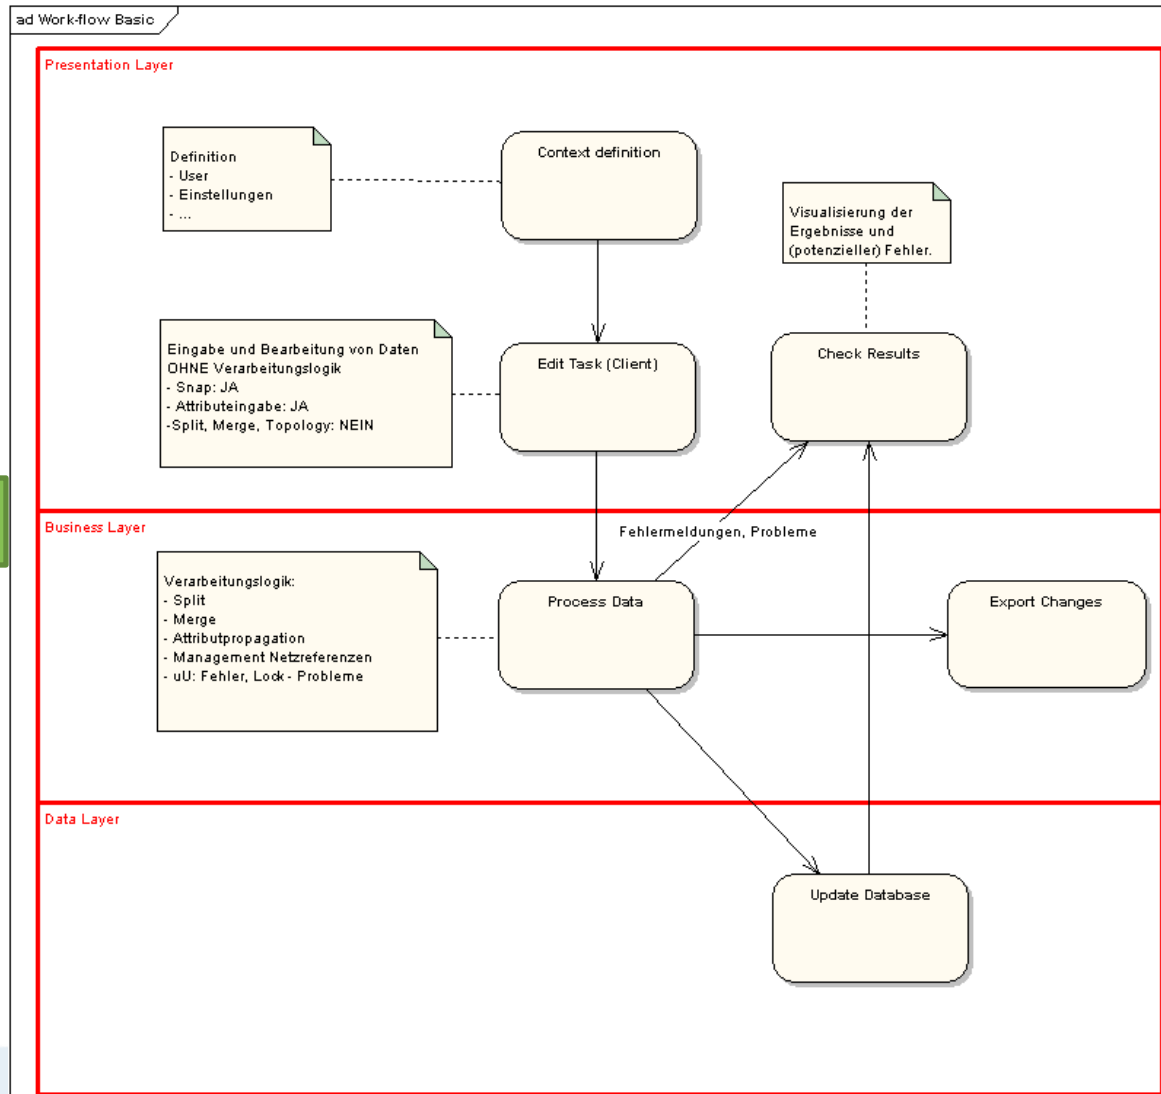 ad Work-flow Basic
Presentation Layer
Definition
- User
- Einstellungen
- ...
Context definition
Visualisierung der
Ergebnisse und
(potenzieller) Fehler.
Eingabe und Bearbeitung von Daten
OHNE Verarbeitungslogik
- Snap: JA
- Attributeingabe: JA
-Split, Merge, Topology: NEIN
Edit Task (Client)
Check Results
Business Layer
Fehlermeldungen, Probleme
Verarbeitungslogik:
- Split
- Merge
- Attributpropagation
- Management Netzreferenzen
- uU: Fehler, Lock- Probleme
Process Data
Export Changes
Data Layer
Update Database